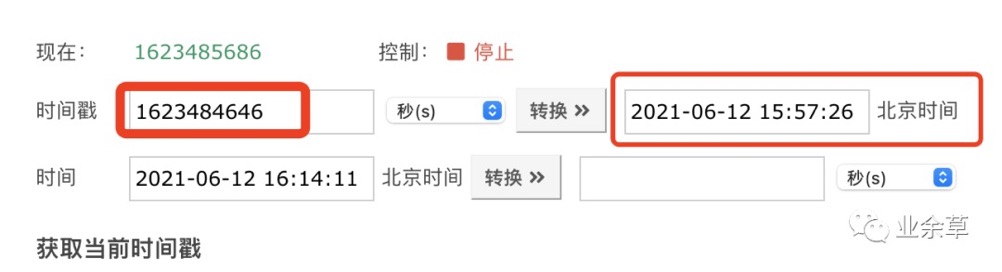 现在： 1623485686 控制： 停止
时间戳 1623484646 秒(s) 转换 » 2021-06-12 15:57:26 北京时间
时间 2021-06-12 16:14:11 北京时间 转换 » 秒(s)
业余草
获取当前时间戳